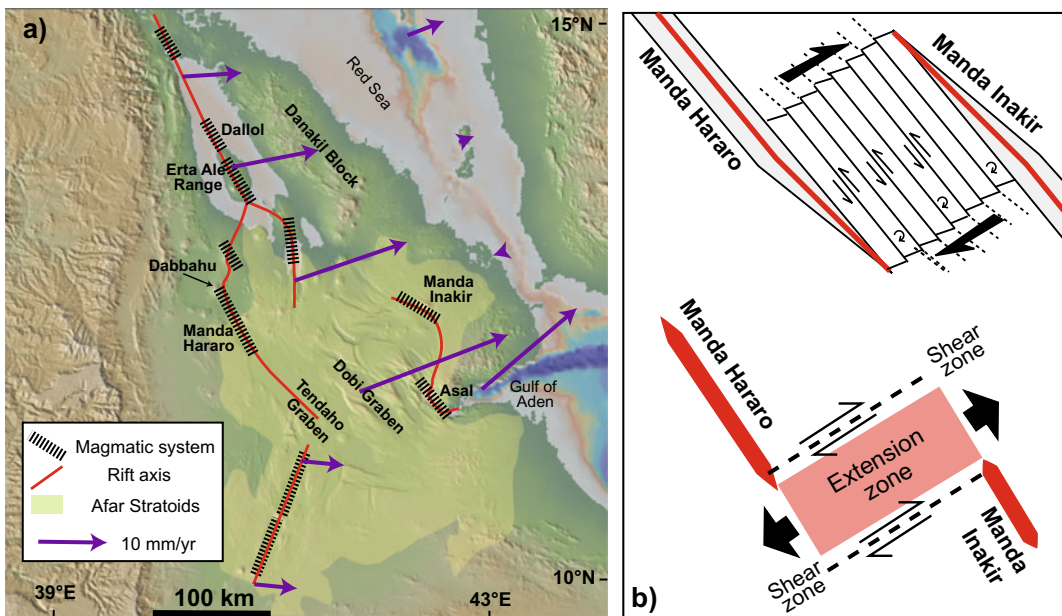 a)
15°N
Red Sea
Dallol
Danakil Block
Erta Ale
Range
Dabbahu
Manda
Inakir
Manda
Hararo
Tendaho
Graben
Dobi Graben
Asal
Gulf of
Aden
Magmatic system
Rift axis
Afar Stratoids
10 mm/yr
39°E
100 km
43°E
10°N
Manda Hararo
Manda Inakir
Manda Hararo
Shear
zone
Extension
zone
Shear
zone
Manda
Inakir
b)